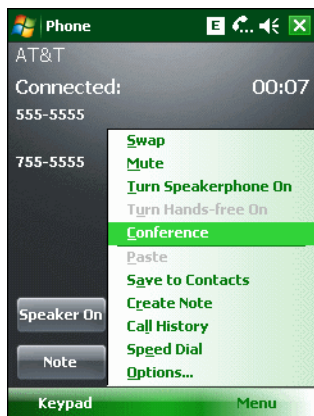 Phone E
AT&T
Connected: 00:07
555-5555
755-5555
Swap
Mute
Turn Speakerphone On
Turn Hands-free On
Conference
Paste
Save to Contacts
Create Note
Call History
Speed Dial
Options...
Speaker On
Note
Keypad Menu